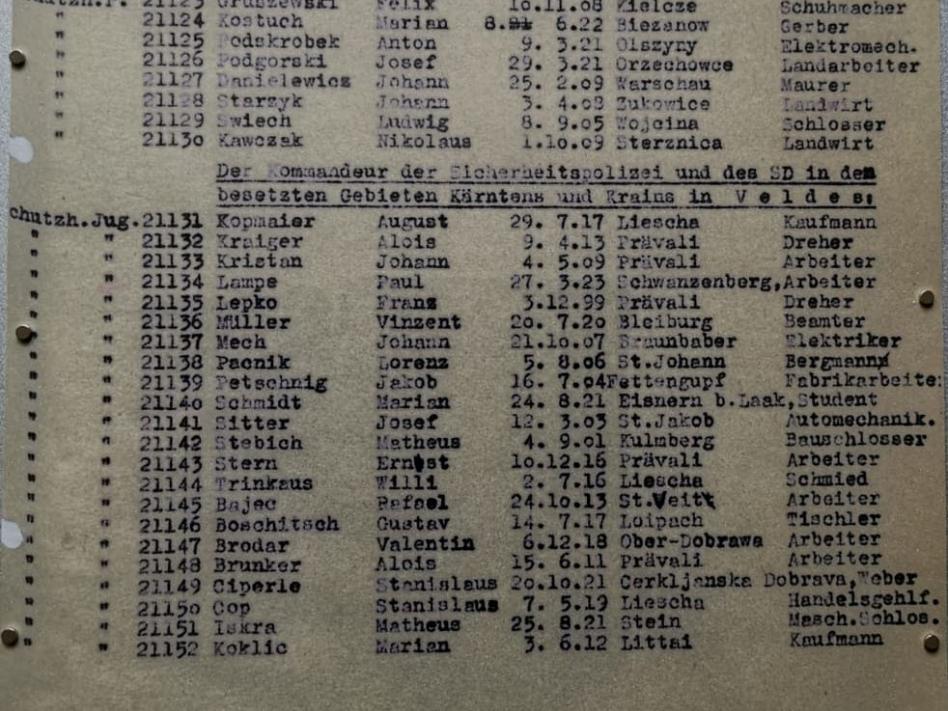 chutzh.P. 21123 Gruszewski Felix 10.11.08 Kielcze Schuhmacher
" 21124 Kostuch Marian 8. 6.22 Biezanow Gerber
" 21125 Podskrobek Anton 9. 3.21 Olszyny Elektromech.
" 21126 Podgorski Josef 29. 3.21 Orzechowce Landarbeiter
" 21127 Danielewicz Johann 25. 2.09 Warschau Maurer
" 21128 Starzyk Johann 3. 4.08 Zukowice Landwirt
" 21129 Swiech Ludwig 8. 9.05 Wojcina Schlosser
" 21130 Kawczak Nikolaus 1.10.09 Sterznica Landwirt
Der Kommandeur der Sicherheitspolizei und des SD in den
besetzten Gebieten Kärntens und Krains in V e l d e s:
chutzh.Jug. 21131 Kopmaier August 29. 7.17 Liescha Kaufmann
" " 21132 Kraiger Alois 9. 4.13 Prävali Dreher
" " 21133 Kristan Johann 4. 5.09 Prävali Arbeiter
" " 21134 Lampe Paul 27. 3.23 Schwanzenberg, Arbeiter
" " 21135 Lepko Franz 3.12.99 Prävali Dreher
" " 21136 Müller Vinzent 20. 7.20 Bleiburg Beamter
" " 21137 Mech Johann 21.10.07 Braunbaber Elektriker
" " 21138 Pacnik Lorenz 5. 8.06 St.Johann Bergmann
" " 21139 Petschnig Jakob 16. 7.04 Fettengupf Fabrikarbeite
" " 21140 Schmidt Marian 24. 8.21 Eisnern b.Laak, Student
" " 21141 Sitter Josef 12. 3.03 St.Jakob Automechanik.
" " 21142 Stebich Matheus 4. 9.01 Kulmberg Bauschlosser
" " 21143 Stern Ernst 10.12.16 Prävali Arbeiter
" " 21144 Trinkaus Willi 2. 7.16 Liescha Schmied
" " 21145 Bajec Rafael 24.10.13 St.Veit Arbeiter
" " 21146 Boschitsch Gustav 14. 7.17 Loipach Tischler
" " 21147 Brodar Valentin 6.12.18 Ober-Dobrawa Arbeiter
" " 21148 Brunker Alois 15. 6.11 Prävali Arbeiter
" " 21149 Ciperle Stanislaus 20.10.21 Cerkljanska Dobrava, Weber
" " 21150 Cop Stanislaus 7. 5.19 Liescha Handelsgehlf.
" " 21151 Iskra Matheus 25. 8.21 Stein Masch.Schlos.
" " 21152 Koklic Marian 3. 6.12 Littai Kaufmann